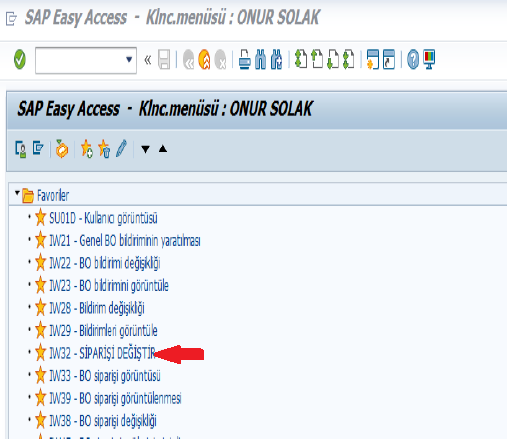 SAP Easy Access - Klnc.menüsü : ONUR SOLAK
SAP Easy Access - Klnc.menüsü : ONUR SOLAK
Favoriler
SU01D - Kullanıcı görüntüsü
IW21 - Genel BO bildiriminin yaratılması
IW22 - BO bildirimi değişikliği
IW23 - BO bildirimini görüntüle
IW28 - Bildirim değişikliği
IW29 - Bildirimleri görüntüle
IW32 - SİPARİŞİ DEĞİŞTİR
IW33 - BO siparişi görüntüsü
IW39 - BO siparişi görüntülenmesi
IW38 - BO siparişi değişikliği